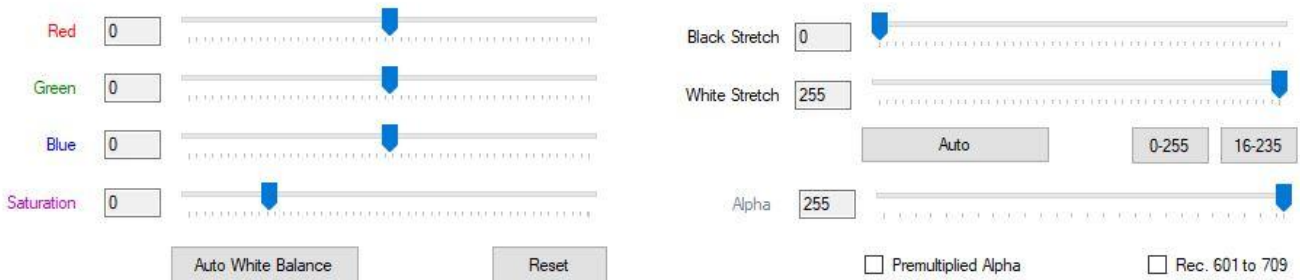 Red 0
Green 0
Blue 0
Saturation 0
Auto White Balance Reset
Black Stretch 0
White Stretch 255
Auto 0-255 16-235
Alpha 255
Premultiplied Alpha Rec. 601 to 709